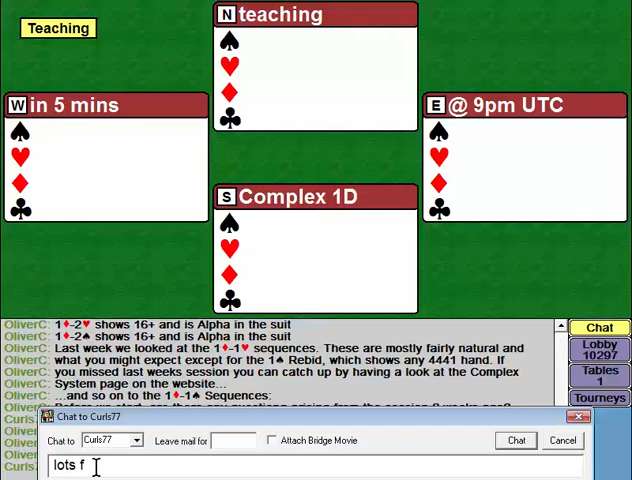 Teaching
N teaching
W in 5 mins
E @ 9pm UTC
S Complex 1D
OliverC: 1♦-2♥ shows 16+ and is Alpha in the suit
OliverC: 1♦-2♠ shows 16+ and is Alpha in the suit
OliverC: Last week we looked at the 1♦-1♥ sequences. These are mostly fairly natural and
what you might expect except for the 1♠ Rebid, which shows any 4441 hand. If
you missed last weeks session you can catch up by having a look at the Complex
System page on the website...
OliverC: ...and so on to the 1♦-1♠ Sequences:
Chat
Lobby
10297
Tables
1
Tourneys
Chat to Curls77
Chat to
Curls77
Leave mail for
Attach Bridge Movie
Chat
Cancel
lots f